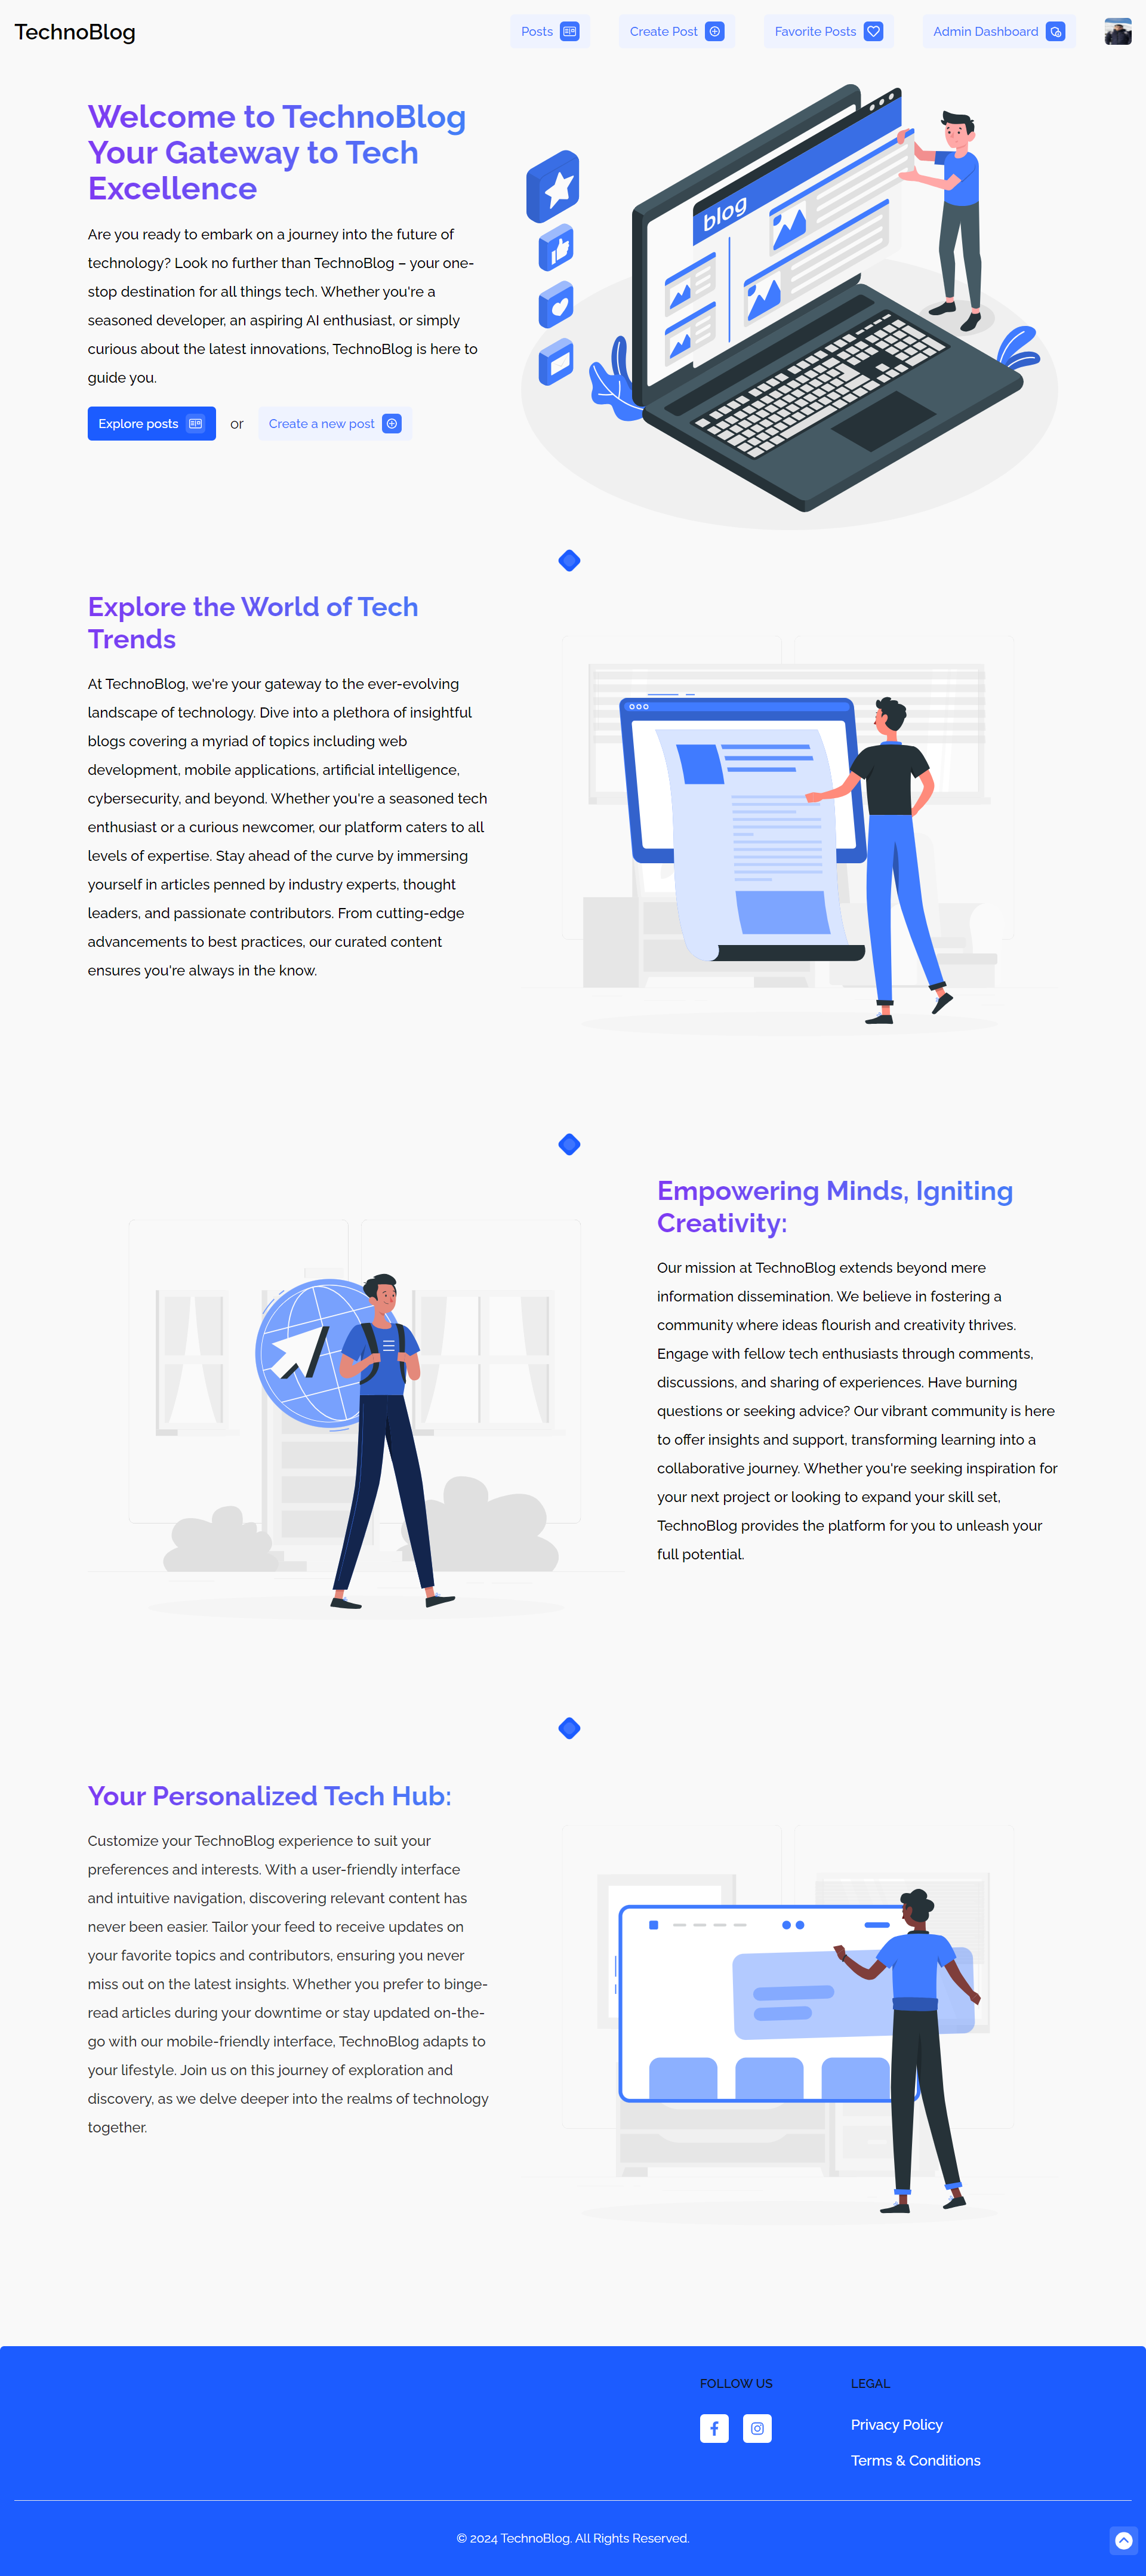 TechnoBlog
Posts
Create Post
Favorite Posts
Admin Dashboard
Welcome to TechnoBlog
Your Gateway to Tech
Excellence
Are you ready to embark on a journey into the future of
technology? Look no further than TechnoBlog – your one-
stop destination for all things tech. Whether you're a
seasoned developer, an aspiring AI enthusiast, or simply
curious about the latest innovations, TechnoBlog is here to
guide you.
Explore posts
or
Create a new post
blog
Explore the World of Tech
Trends
At TechnoBlog, we're your gateway to the ever-evolving
landscape of technology. Dive into a plethora of insightful
blogs covering a myriad of topics including web
development, mobile applications, artificial intelligence,
cybersecurity, and beyond. Whether you're a seasoned tech
enthusiast or a curious newcomer, our platform caters to all
levels of expertise. Stay ahead of the curve by immersing
yourself in articles penned by industry experts, thought
leaders, and passionate contributors. From cutting-edge
advancements to best practices, our curated content
ensures you're always in the know.
Empowering Minds, Igniting
Creativity:
Our mission at TechnoBlog extends beyond mere
information dissemination. We believe in fostering a
community where ideas flourish and creativity thrives.
Engage with fellow tech enthusiasts through comments,
discussions, and sharing of experiences. Have burning
questions or seeking advice? Our vibrant community is here
to offer insights and support, transforming learning into a
collaborative journey. Whether you're seeking inspiration for
your next project or looking to expand your skill set,
TechnoBlog provides the platform for you to unleash your
full potential.
Your Personalized Tech Hub:
Customize your TechnoBlog experience to suit your
preferences and interests. With a user-friendly interface
and intuitive navigation, discovering relevant content has
never been easier. Tailor your feed to receive updates on
your favorite topics and contributors, ensuring you never
miss out on the latest insights. Whether you prefer to binge-
read articles during your downtime or stay updated on-the-
go with our mobile-friendly interface, TechnoBlog adapts to
your lifestyle. Join us on this journey of exploration and
discovery, as we delve deeper into the realms of technology
together.
FOLLOW US
LEGAL
Privacy Policy
Terms & Conditions
© 2024 TechnoBlog. All Rights Reserved.